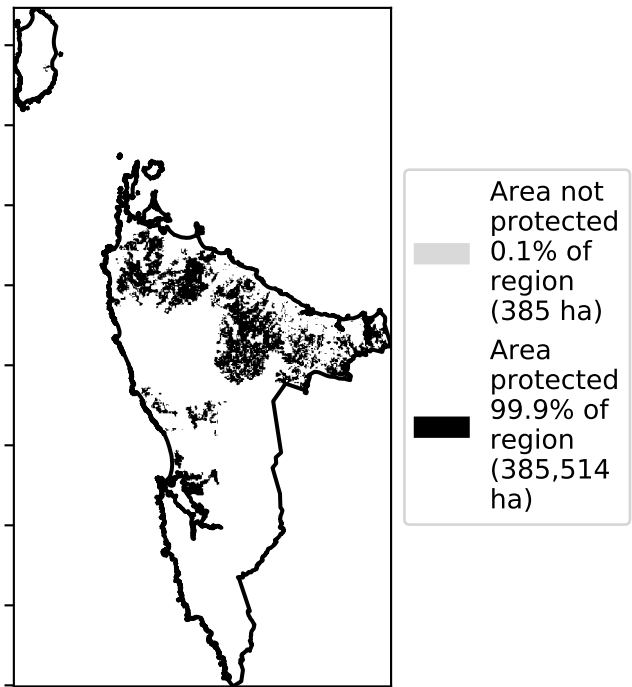 Area not
protected
0.1% of
region
(385 ha)
Area
protected
99.9% of
region
(385,514
ha)